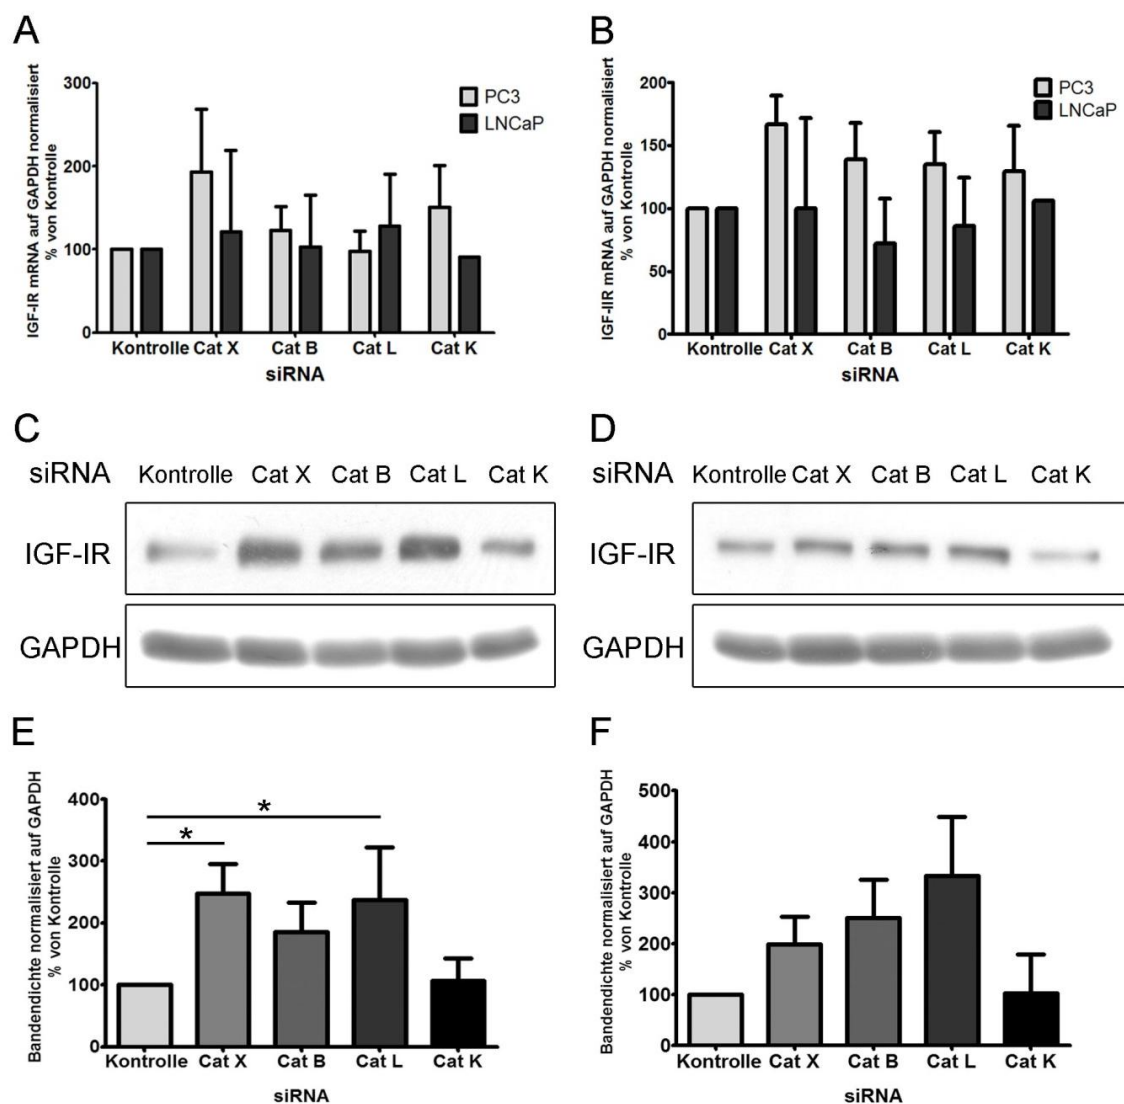 A
IGF-IR mRNA auf GAPDH normalisiert
% von Kontrolle
300
200
100
0
PC3
LNCaP
Kontrolle Cat X Cat B Cat L Cat K
siRNA
B
IGF-IIR mRNA auf GAPDH normalisiert
% von Kontrolle
200
150
100
50
0
PC3
LNCaP
Kontrolle Cat X Cat B Cat L Cat K
siRNA
C
siRNA Kontrolle Cat X Cat B Cat L Cat K
IGF-IR
GAPDH
D
siRNA Kontrolle Cat X Cat B Cat L Cat K
IGF-IR
GAPDH
E
Bandendichte normalisiert auf GAPDH
% von Kontrolle
400
300
200
100
0
*
*
Kontrolle Cat X Cat B Cat L Cat K
siRNA
F
Bandendichte normalisiert auf GAPDH
% von Kontrolle
500
400
300
200
100
0
Kontrolle Cat X Cat B Cat L Cat K
siRNA